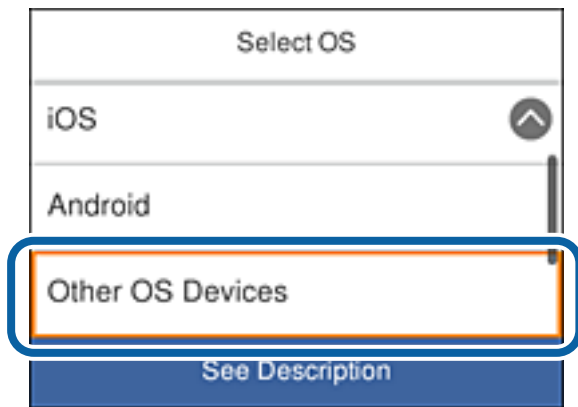 Select OS
iOS
Android
Other OS Devices
See Description